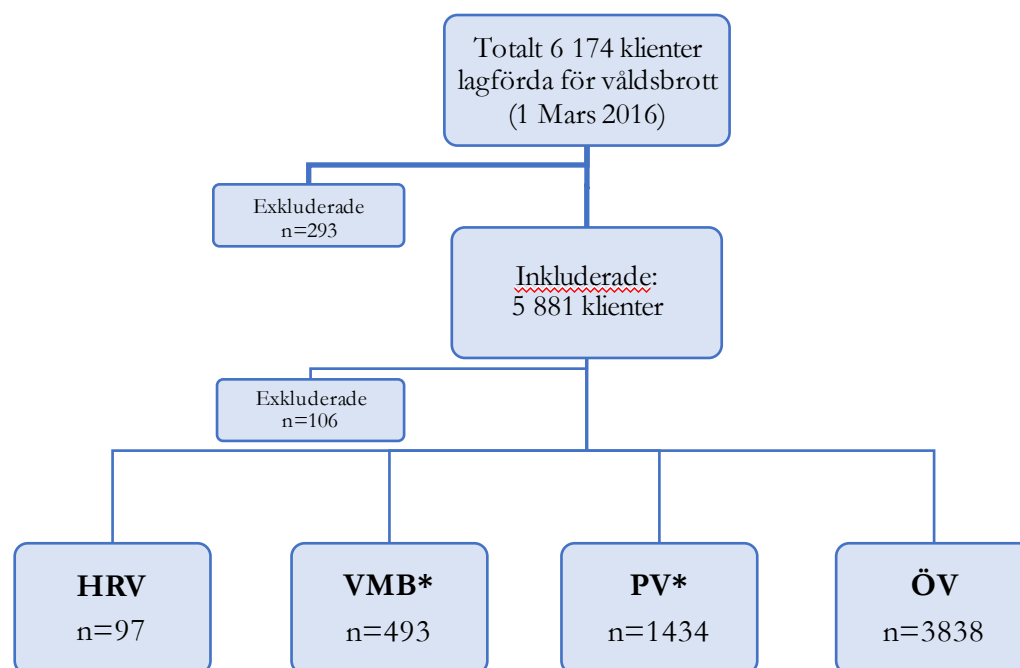 Totalt 6 174 klienter
lagförda för våldsbrott
(1 Mars 2016)
Exkluderade
n=293
Inkluderade:
5 881 klienter
Exkluderade
n=106
HRV
n=97
VMB*
n=493
PV*
n=1434
ÖV
n=3838